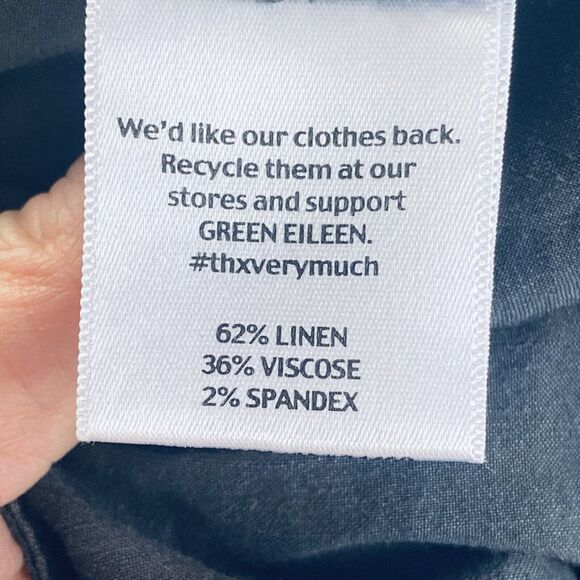 We'd like our clothes back.
Recycle them at our
stores and support
GREEN EILEEN.
#thxverymuch
62% LINEN
36% VISCOSE
2% SPANDEX